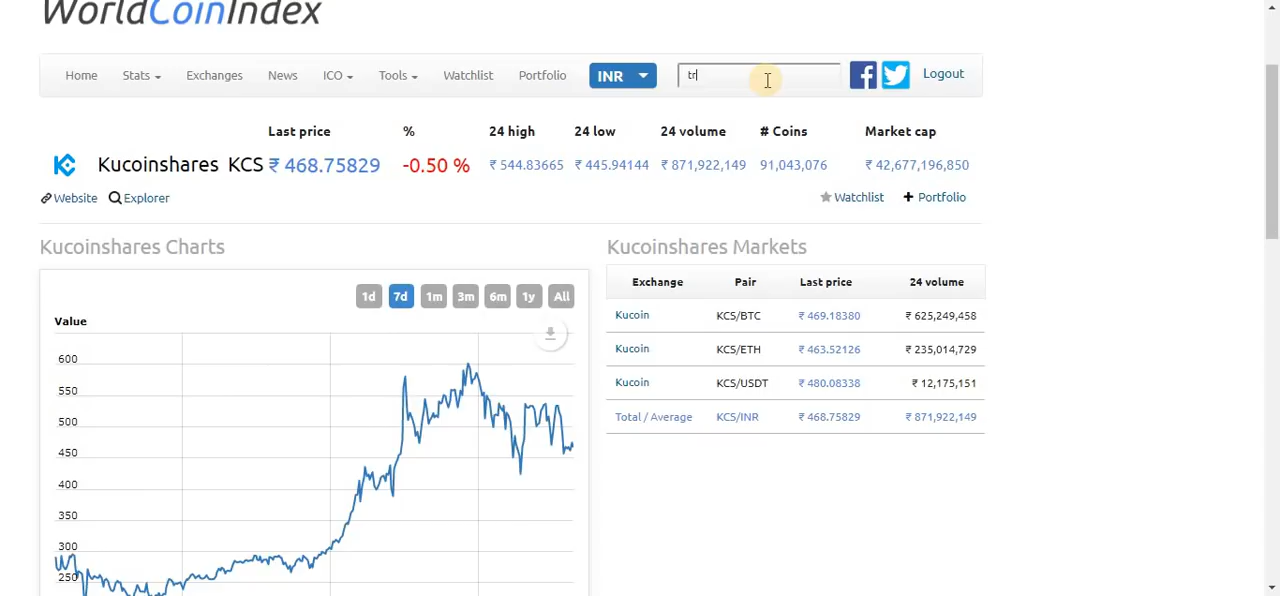 WorldCoinIndex
Home Stats Exchanges News ICO Tools Watchlist Portfolio INR tr Logout
Last price % 24 high 24 low 24 volume # Coins Market cap
Kucoinshares KCS ₹ 468.75829 -0.50 % ₹ 544.83665 ₹ 445.94144 ₹ 871,922,149 91,043,076 ₹ 42,677,196,850
Website Explorer Watchlist + Portfolio
Kucoinshares Charts
Kucoinshares Markets
1d 7d 1m 3m 6m 1y All
Value
600
550
500
450
400
350
300
250
Exchange Pair Last price 24 volume
Kucoin KCS/BTC ₹ 469.18380 ₹ 625,249,458
Kucoin KCS/ETH ₹ 463.52126 ₹ 235,014,729
Kucoin KCS/USDT ₹ 480.08338 ₹ 12,175,151
Total / Average KCS/INR ₹ 468.75829 ₹ 871,922,149